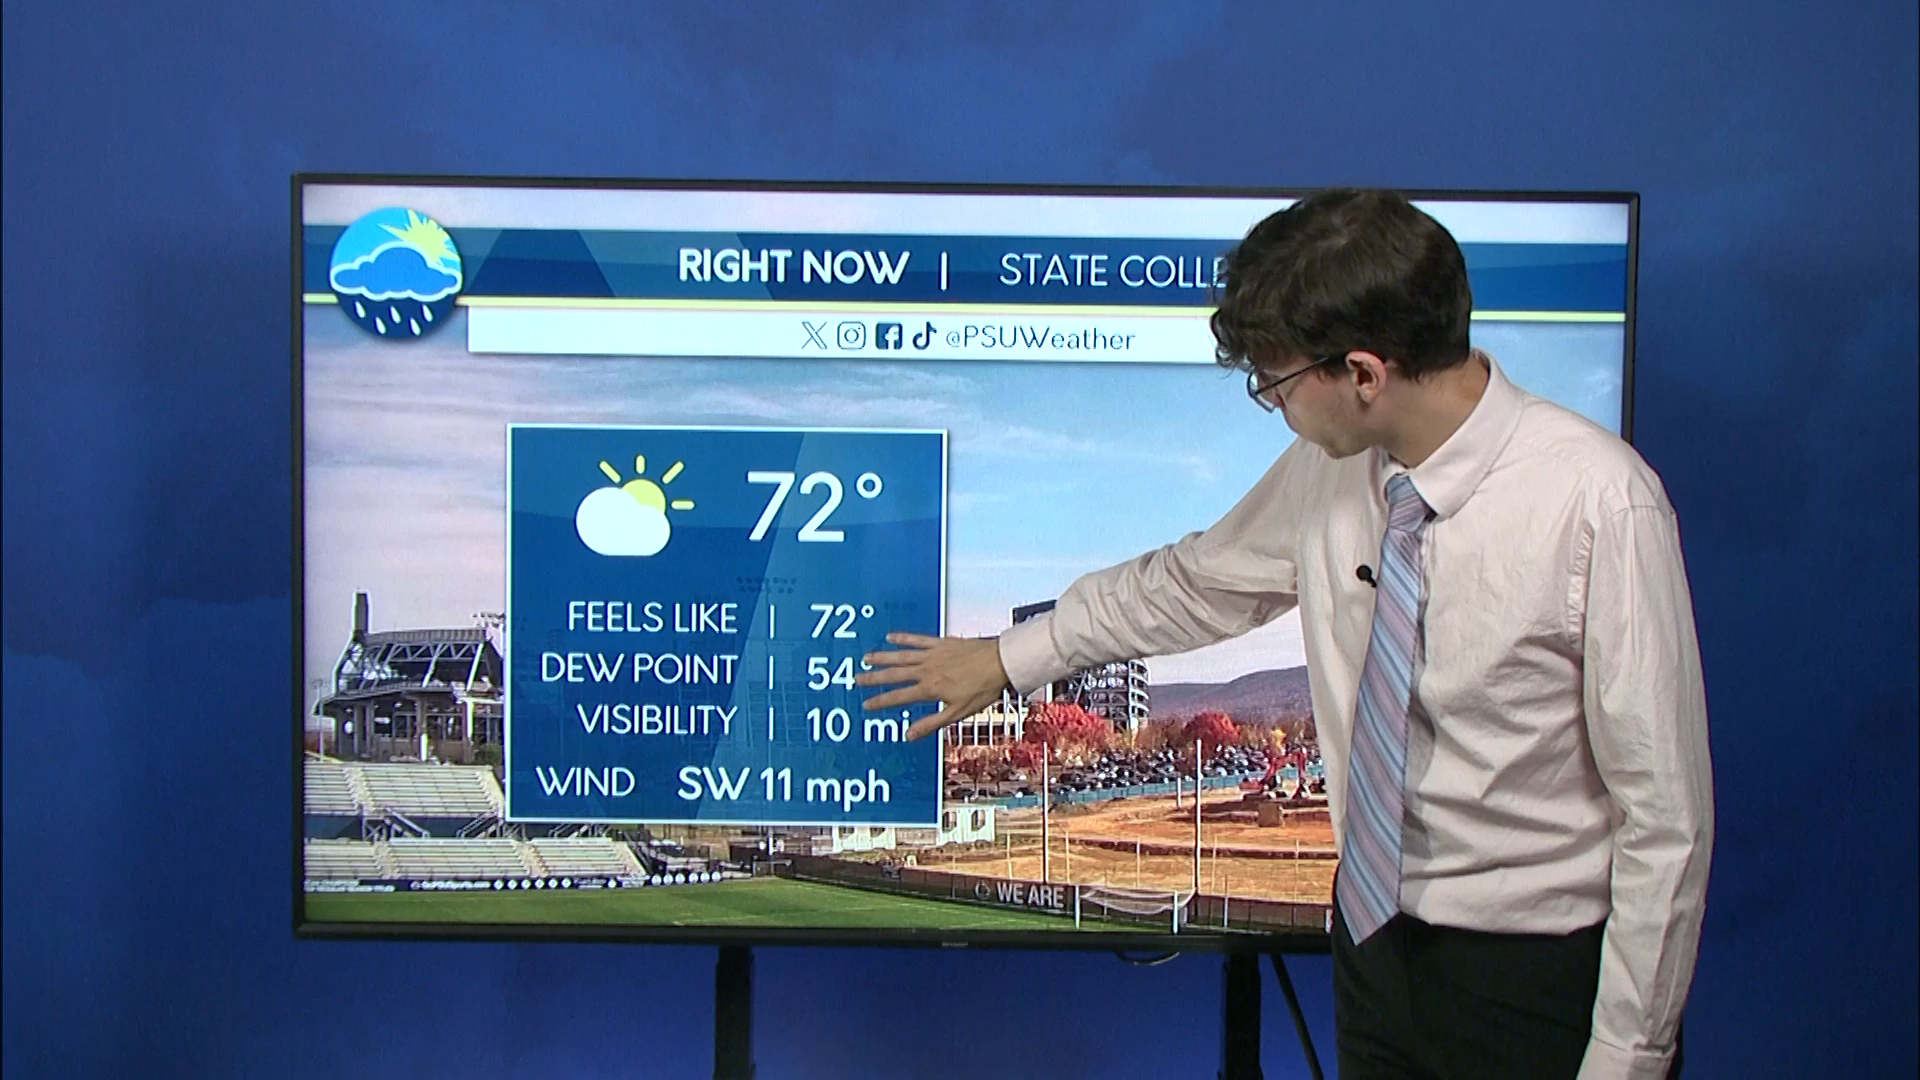 RIGHT NOW | STATE COLLE
@PSUWeather
72°
FEELS LIKE | 72°
DEW POINT | 54°
VISIBILITY | 10 mi
WIND SW 11 mph
WE ARE